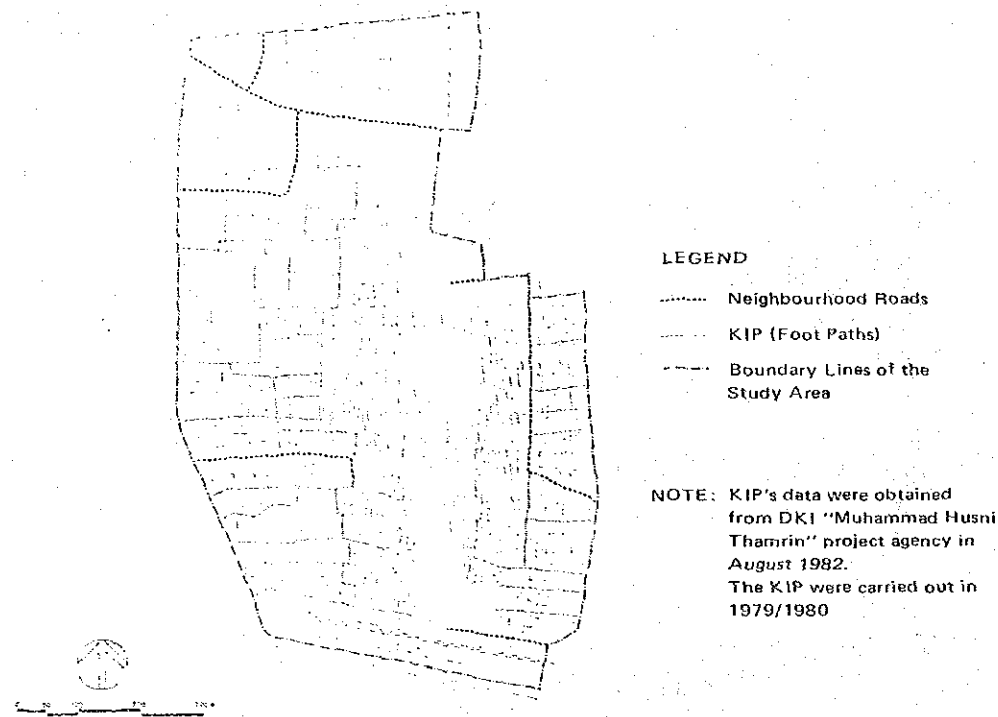 LEGEND
Neighbourhood Roads
KIP (Foot Paths)
Boundary Lines of the
Study Area
NOTE: KIP's data were obtained
from DKI "Muhammad Husni
Thamrin" project agency in
August 1982.
The KIP were carried out in
1979/1980